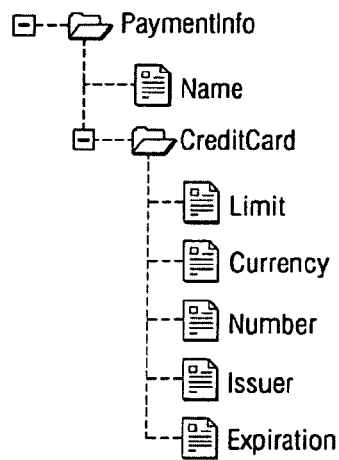 PaymentInfo
Name
CreditCard
Limit
Currency
Number
Issuer
Expiration